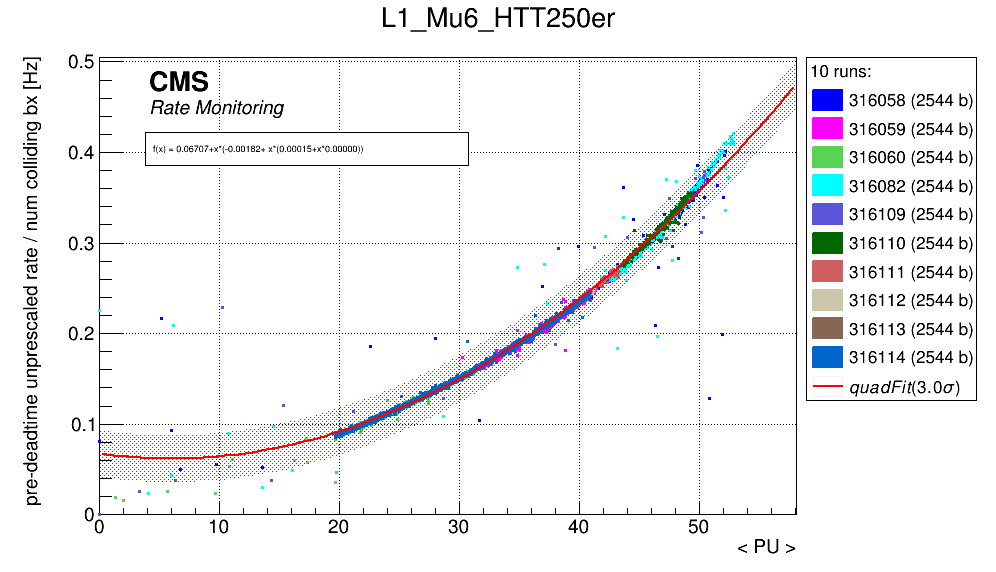 L1_Mu6_HTT250er
pre-deadtime unprescaled rate / num colliding bx [Hz]
0.5
0.4
0.3
0.2
0.1
0
CMS
Rate Monitoring
f(x) = 0.06707+x*(-0.00182+ x*(0.00015+x*0.00000))
0 10 20 30 40 50
< PU >
10 runs:
316058 (2544 b)
316059 (2544 b)
316060 (2544 b)
316082 (2544 b)
316109 (2544 b)
316110 (2544 b)
316111 (2544 b)
316112 (2544 b)
316113 (2544 b)
316114 (2544 b)
quadFit(3.0σ)